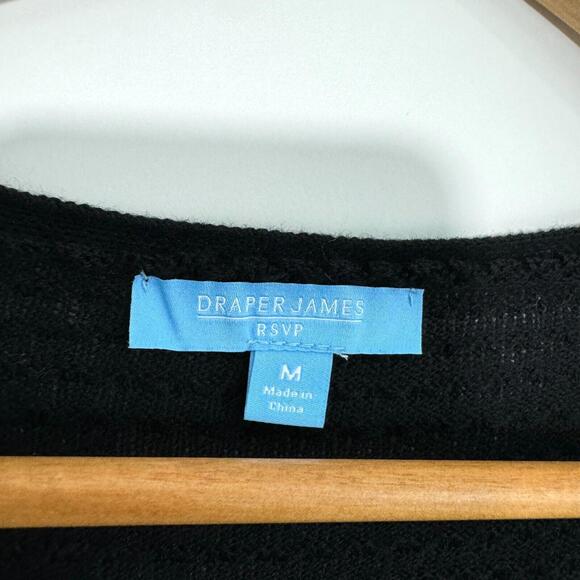 DRAPER JAMES
RSVP
M
Made in
China